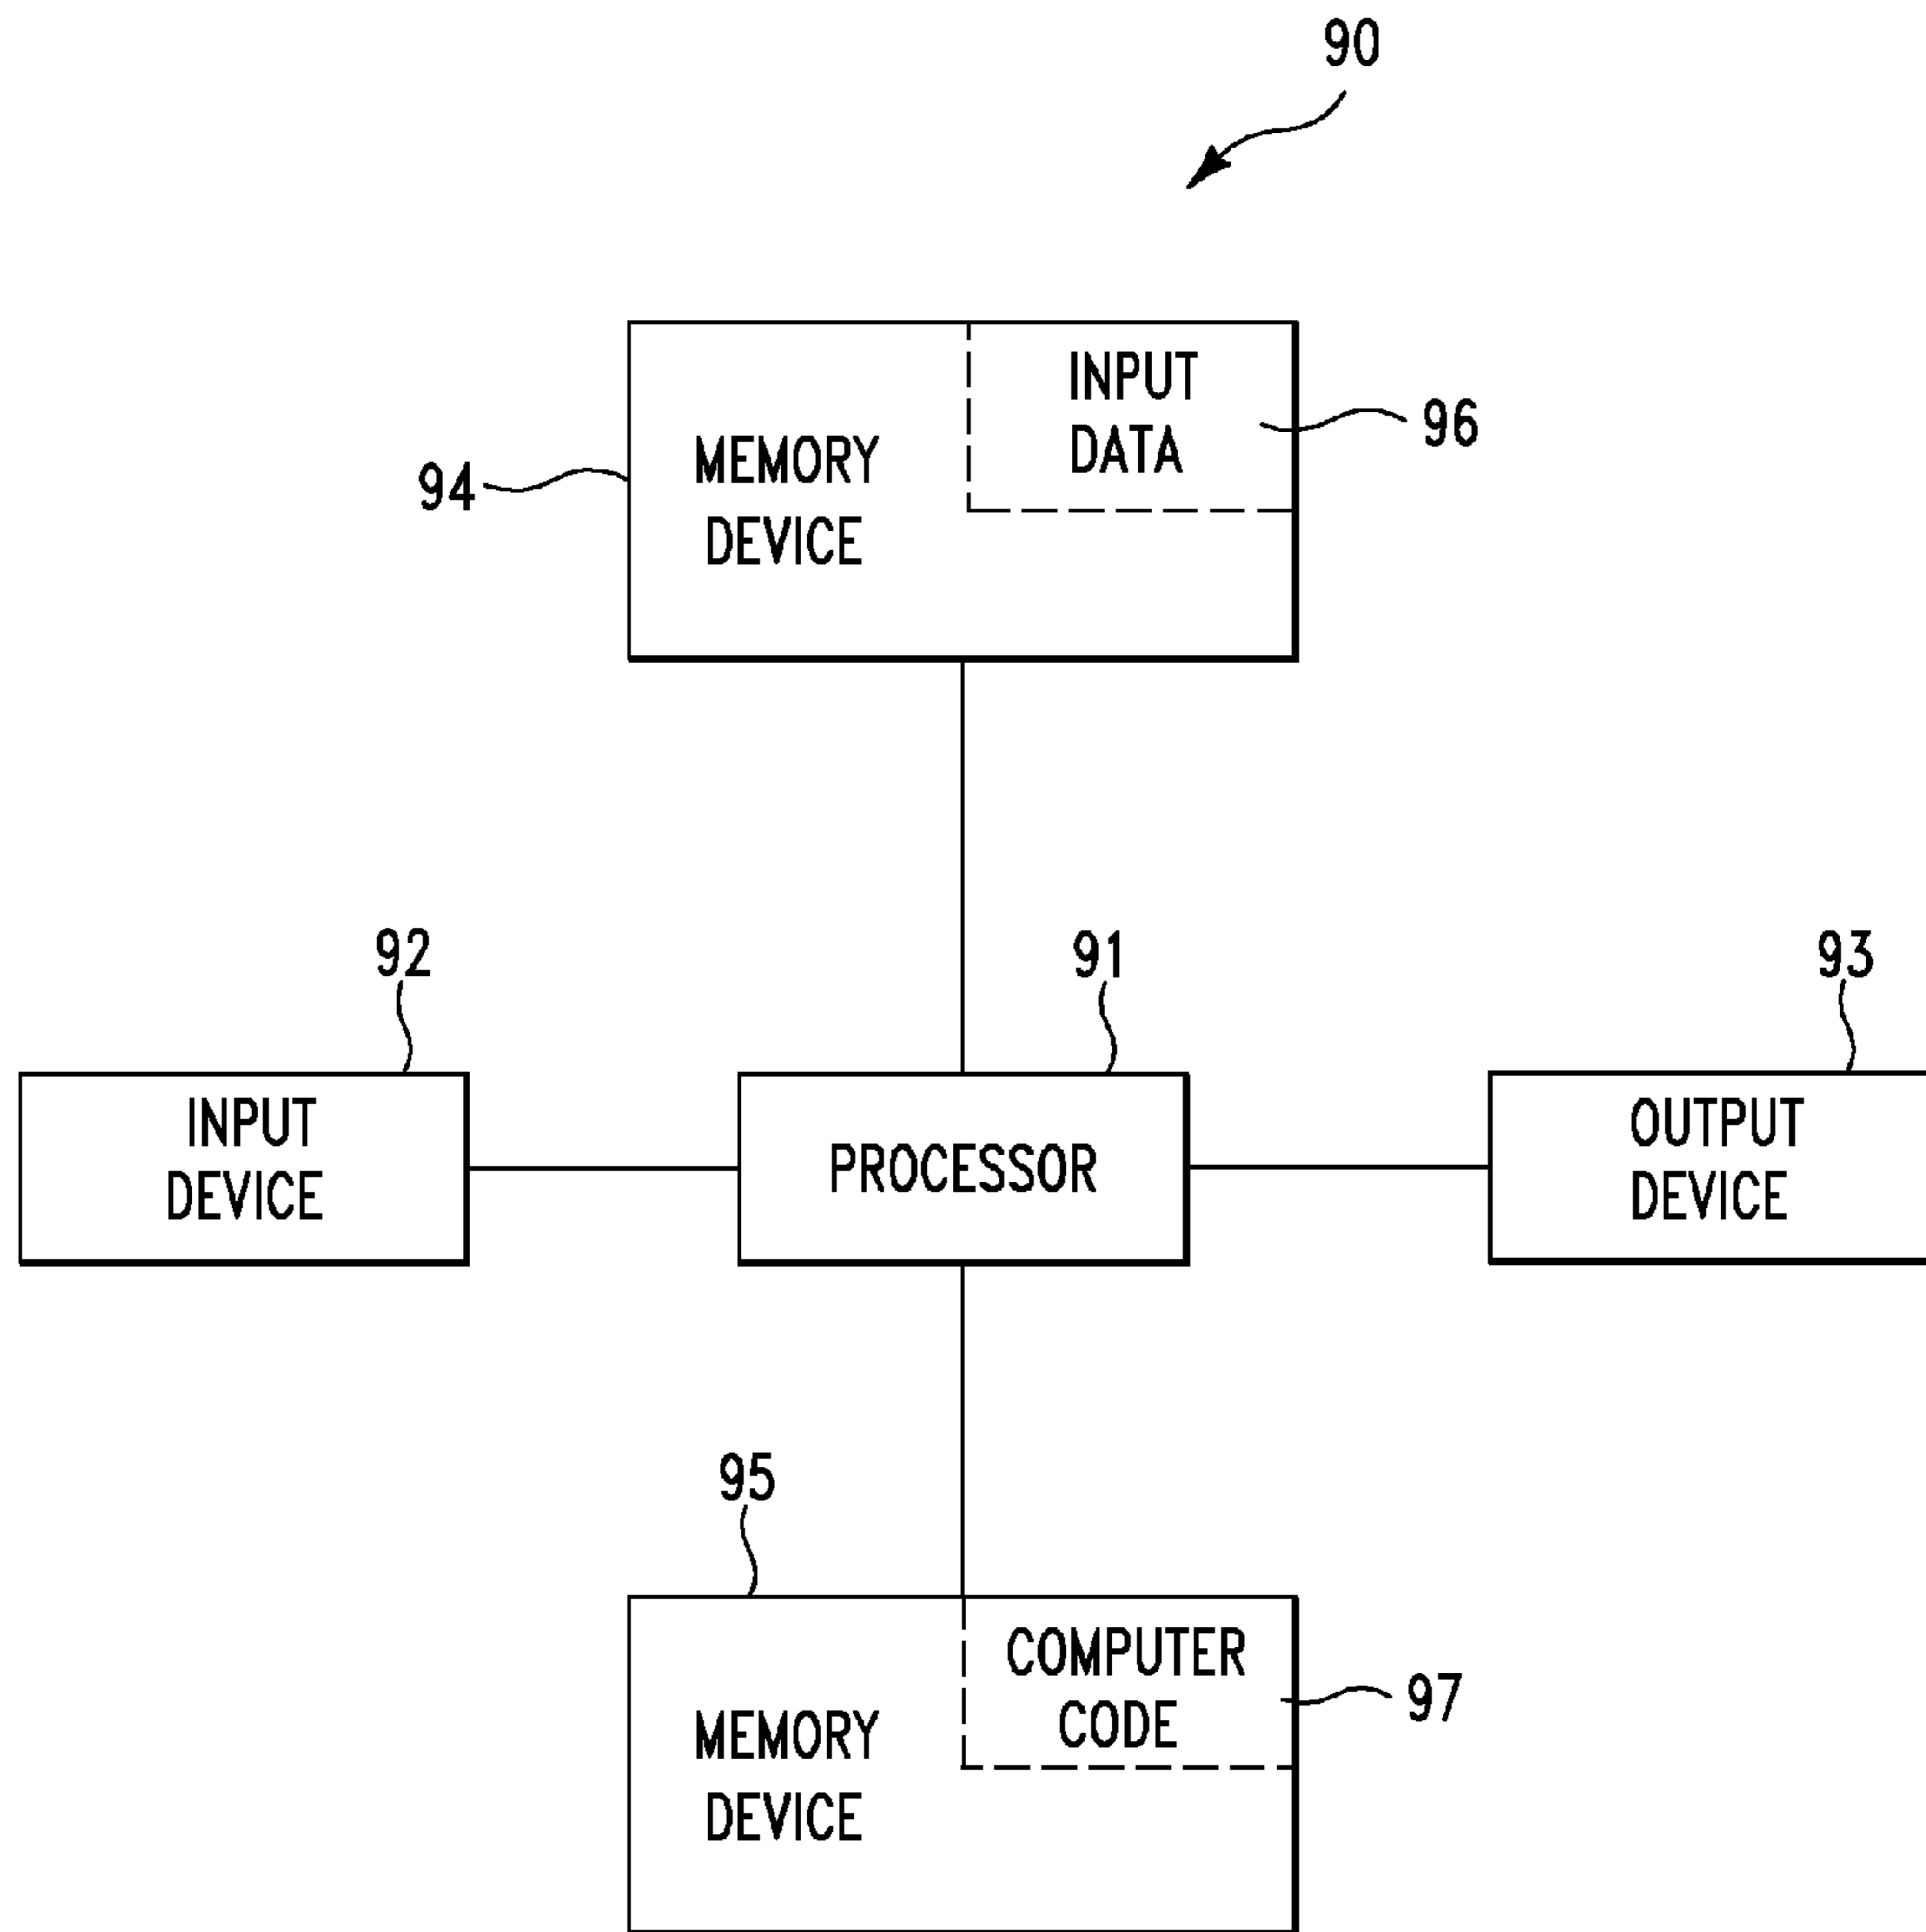 90
INPUT
DATA
96
MEMORY
DEVICE
94
92
91
93
INPUT
DEVICE
PROCESSOR
OUTPUT
DEVICE
95
COMPUTER
CODE
97
MEMORY
DEVICE